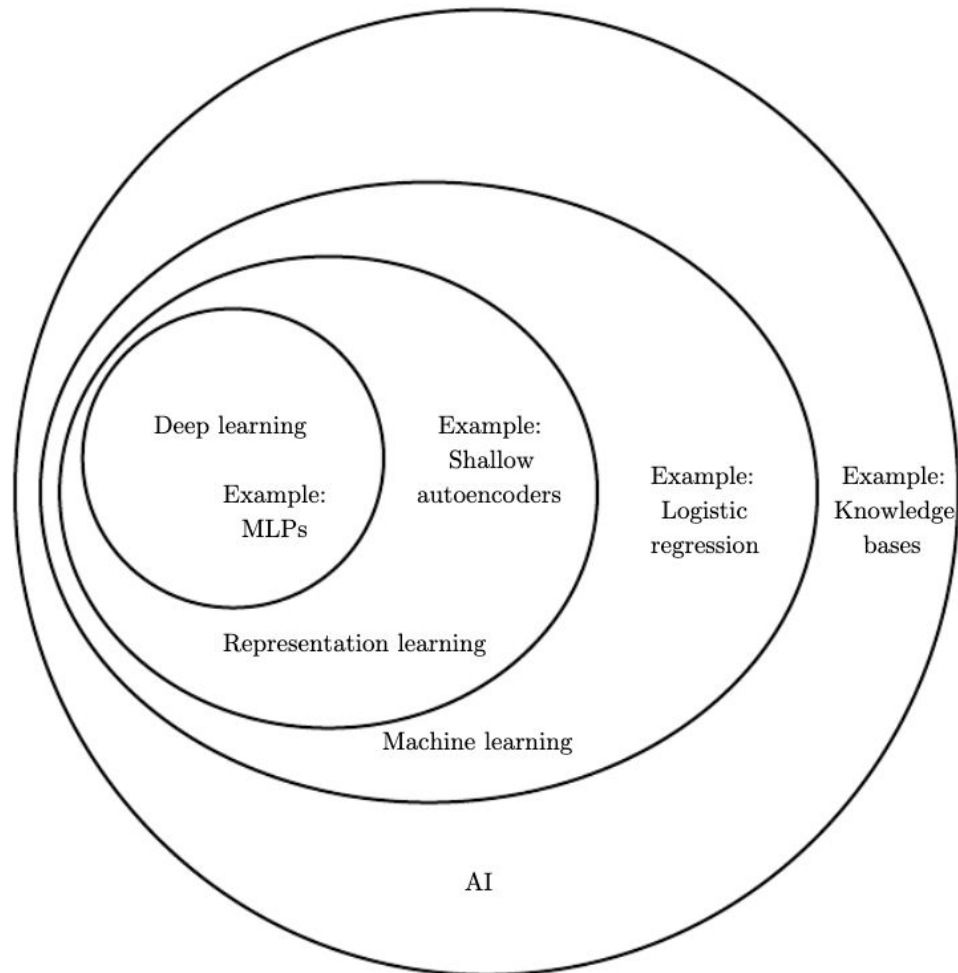 Deep learning
Example:
MLPs
Example:
Shallow
autoencoders
Example:
Logistic
regression
Example:
Knowledge
bases
Representation learning
Machine learning
AI